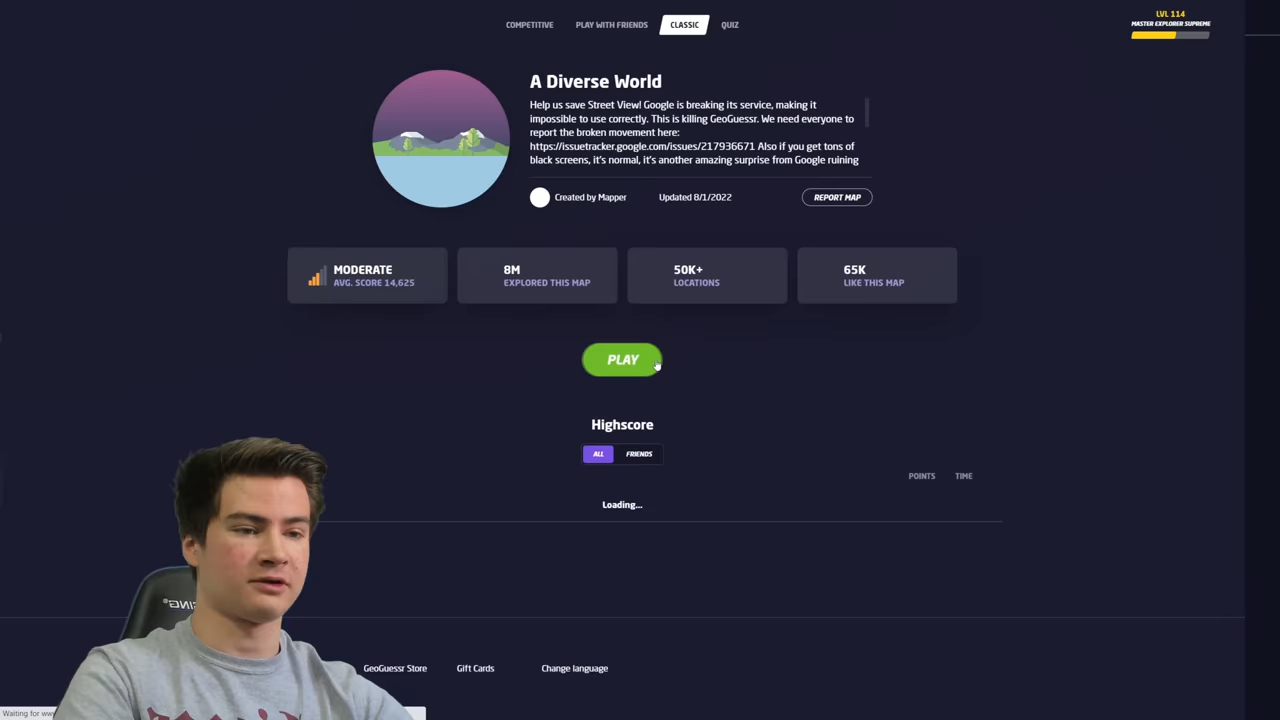 COMPETITIVE PLAY WITH FRIENDS CLASSIC QUIZ
LVL 114
MASTER EXPLORER SUPREME
A Diverse World
Help us save Street View! Google is breaking its service, making it
impossible to use correctly. This is killing GeoGuessr. We need everyone to
report the broken movement here:
https://issuetracker.google.com/issues/217936671 Also if you get tons of
black screens, it's normal, it's another amazing surprise from Google ruining
Created by Mapper Updated 8/1/2022 REPORT MAP
MODERATE
AVG. SCORE 14,625
8M
EXPLORED THIS MAP
50K+
LOCATIONS
65K
LIKE THIS MAP
PLAY
Highscore
ALL FRIENDS
POINTS TIME
Loading...
GeoGuessr Store Gift Cards Change language
Waiting for